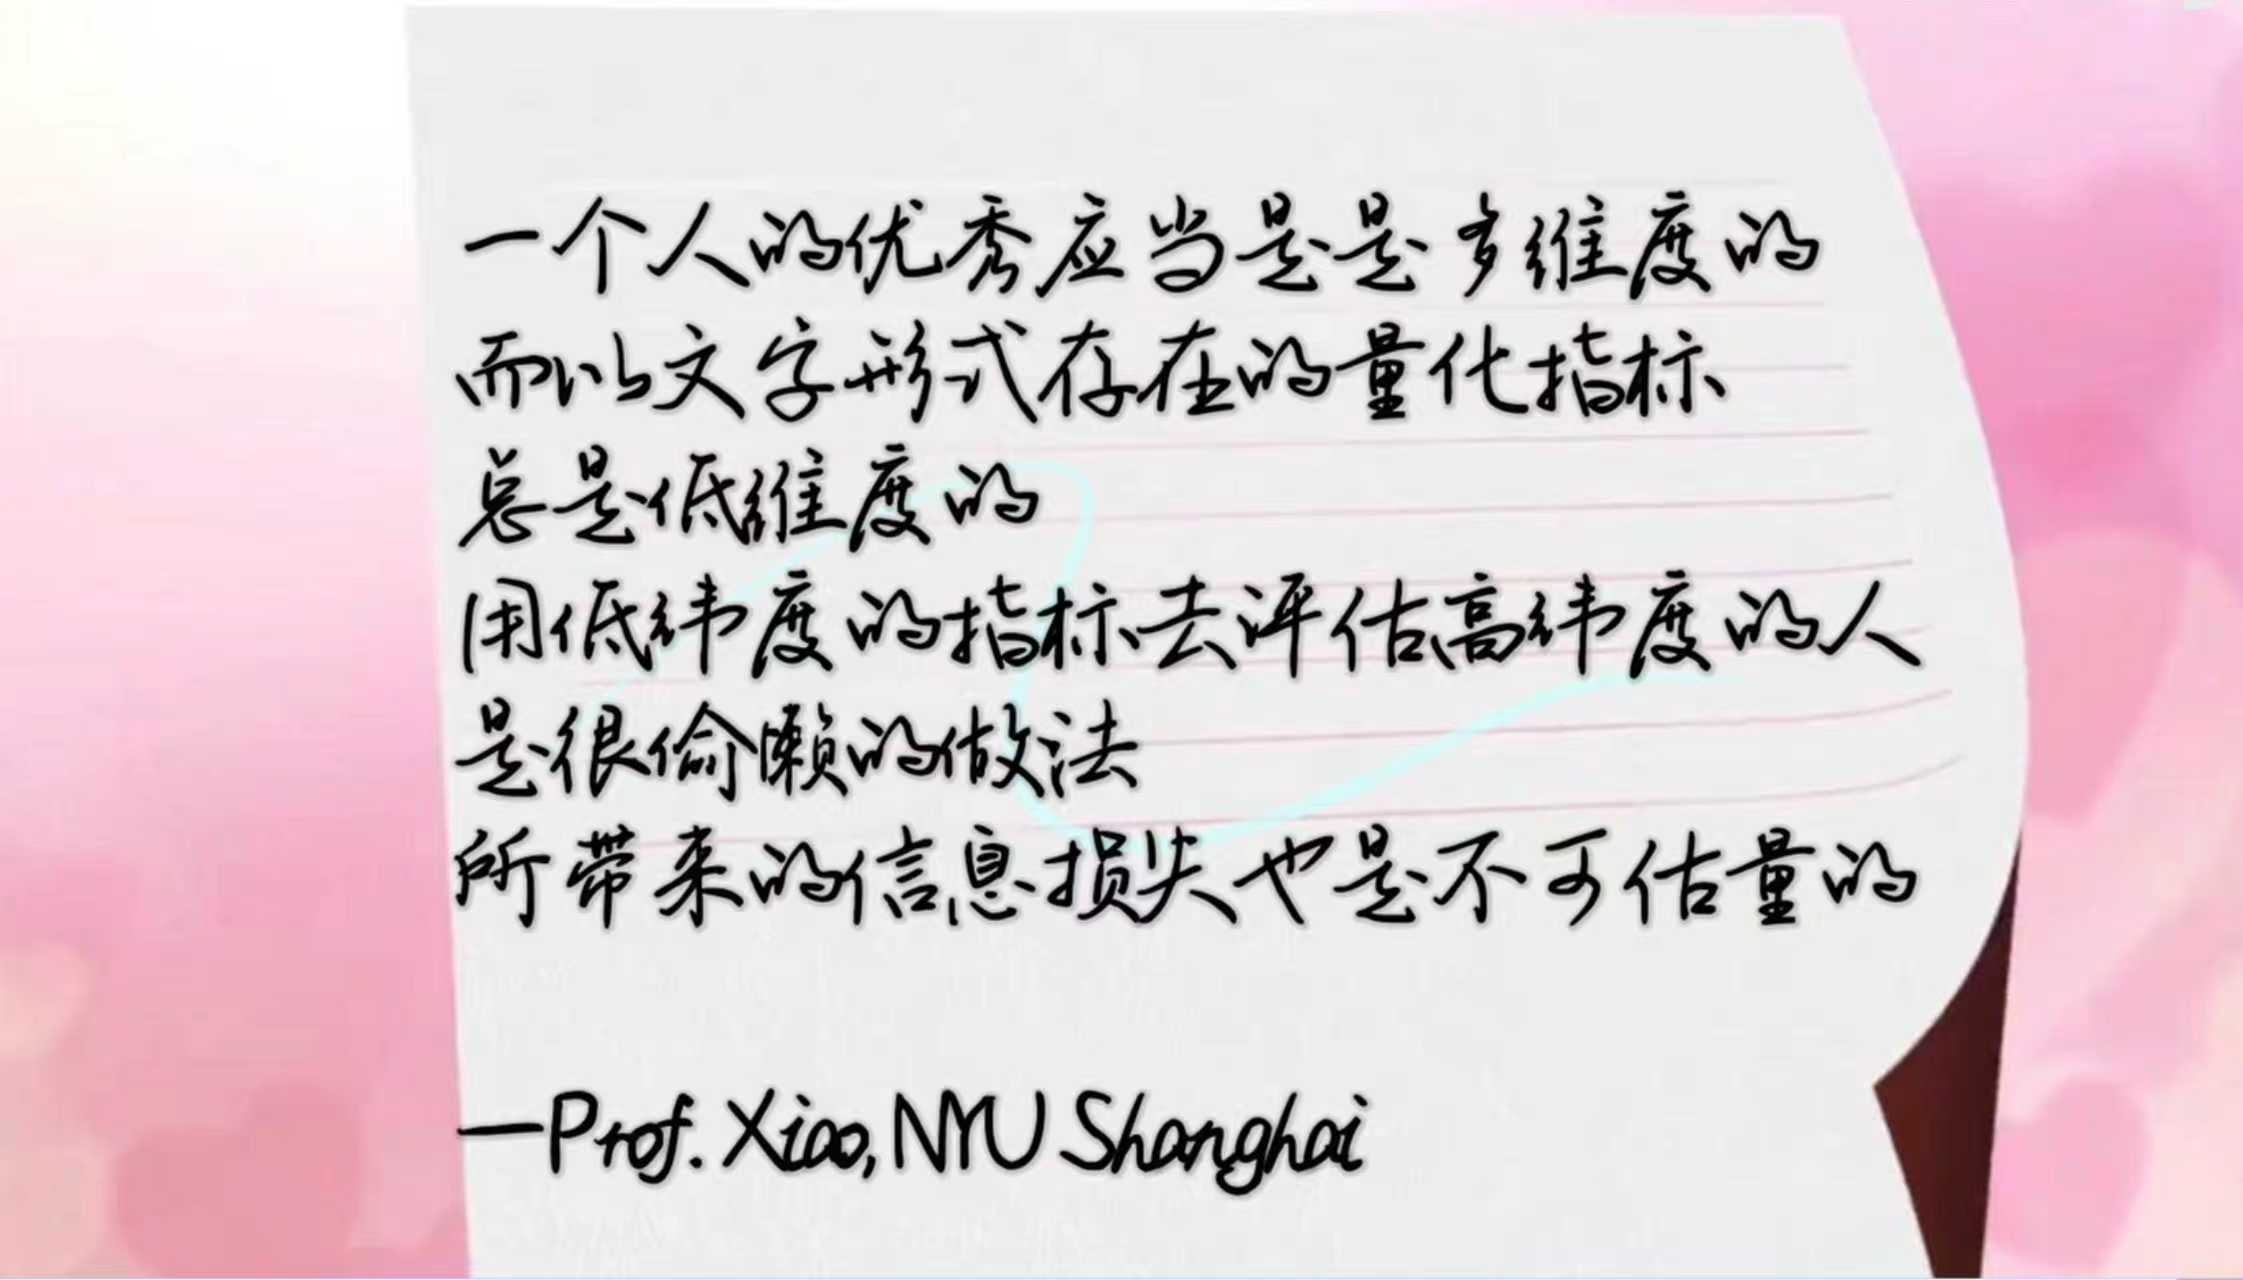 一个人的优秀应当是是多维度的
而以文字形式存在的量化指标
总是低维度的
用低纬度的指标去评估高纬度的人
是很偷懒的做法
所带来的信息损失也是不可估量的
—Prof. Xiao, NYU Shanghai